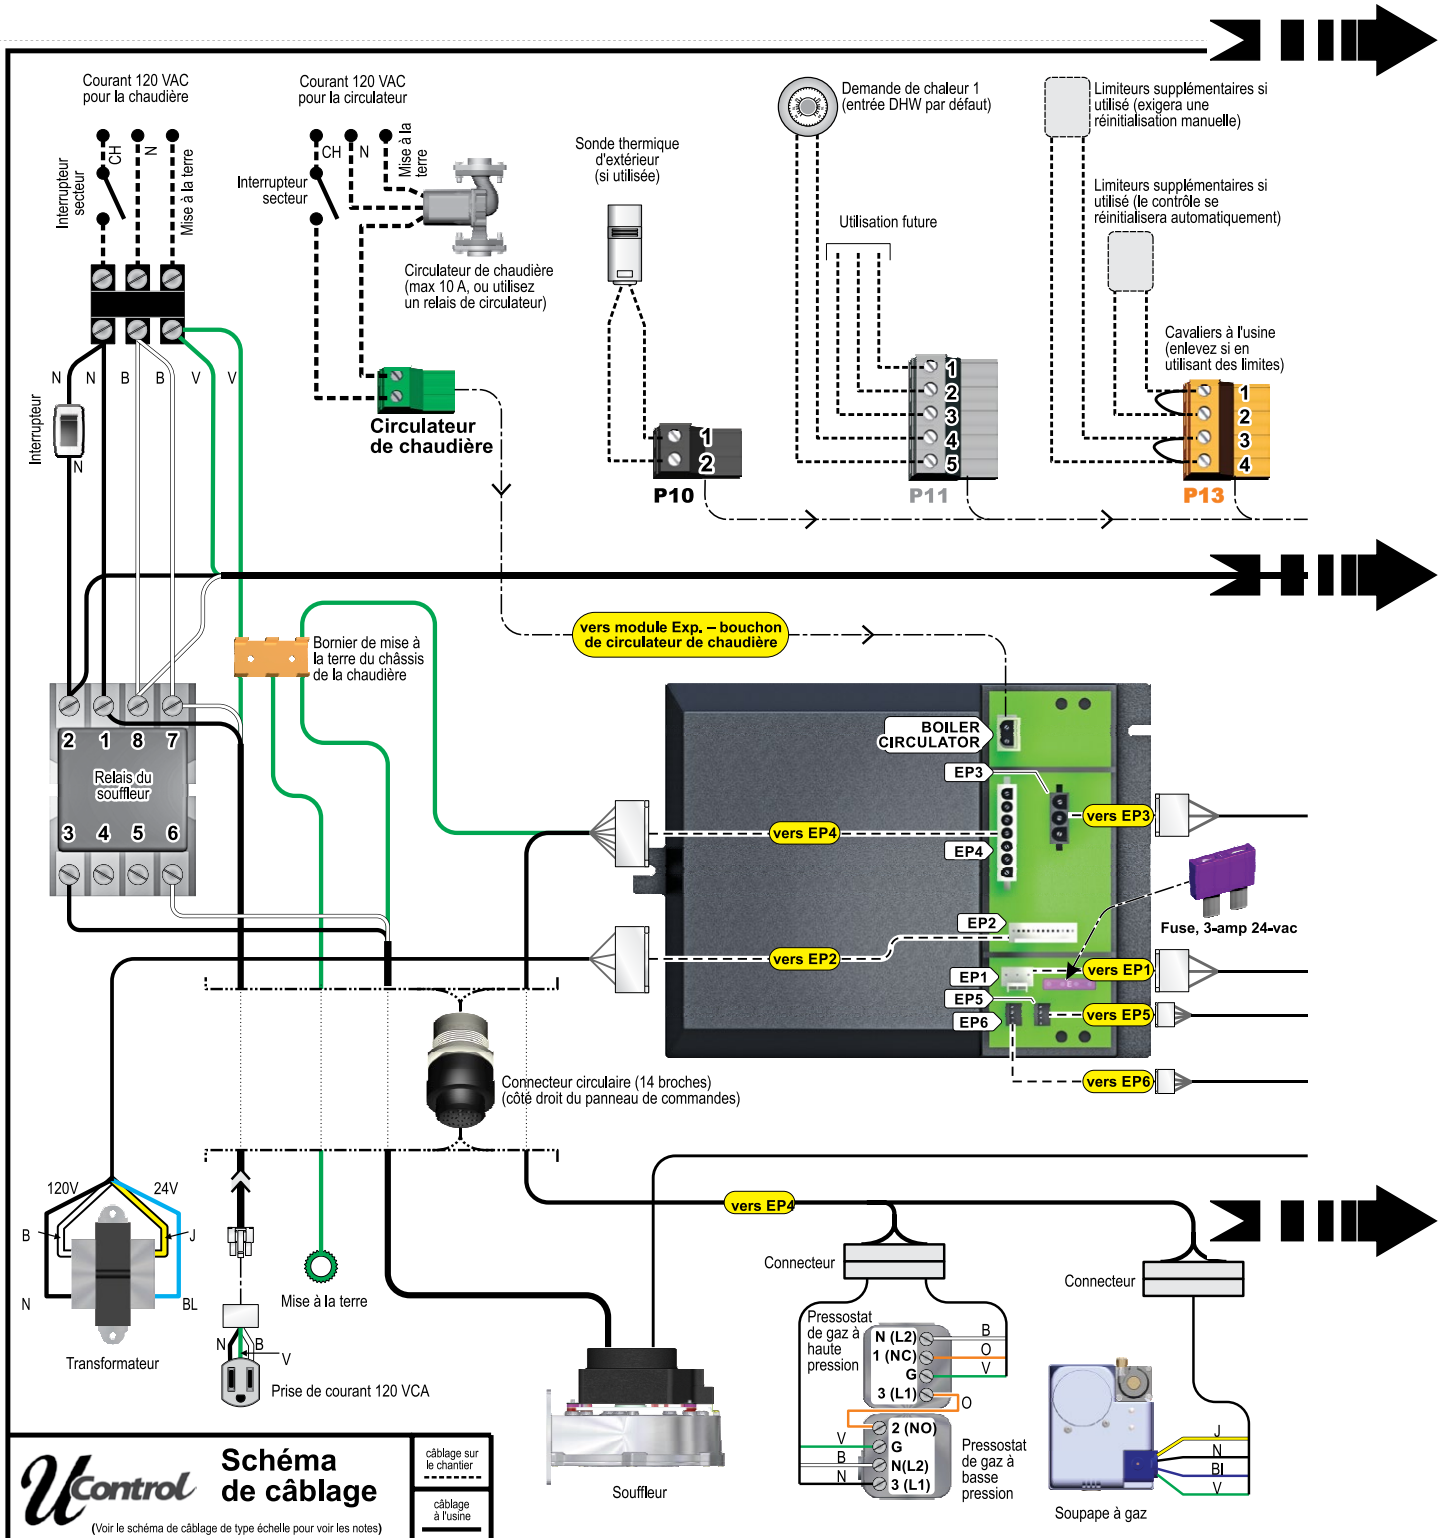 Courant 120 VAC
pour la chaudière
CH
N
Mise à la terre
Interrupteur
secteur
Courant 120 VAC
pour la circulateur
CH
N
Mise à la
terre
Interrupteur
secteur
Circulateur de chaudière
(max 10 A, ou utilisez
un relais de circulateur)
Circulateur
de chaudière
Sonde thermique
d'extérieur
(si utilisée)
1
2
P10
Demande de chaleur 1
(entrée DHW par défaut)
Utilisation future
1
2
3
4
5
P11
Limiteurs supplémentaires si
utilisé (exigera une
réinitialisation manuelle)
Limiteurs supplémentaires si
utilisé (le contrôle se
réinitialisera automatiquement)
Cavaliers à l'usine
(enlevez si en
utilisant des limites)
1
2
3
4
P13
N N B B V V
Interrupteur
N
vers module Exp. – bouchon
de circulateur de chaudière
Bornier de mise à
la terre du châssis
de la chaudière
2 1 8 7
Relais du
souffleur
3 4 5 6
BOILER
CIRCULATOR
EP3
vers EP3
vers EP4
EP4
Fuse, 3-amp 24-vac
EP2
vers EP2
EP1
vers EP1
EP5
vers EP5
EP6
vers EP6
Connecteur circulaire (14 broches)
(côté droit du panneau de commandes)
120V
24V
B
J
N
BL
Transformateur
Mise à la terre
N
B
V
Prise de courant 120 VCA
Souffleur
vers EP4
Connecteur
Connecteur
Pressostat
de gaz à
haute
pression
N (L2)
1 (NC)
G
3 (L1)
B
O
V
O
2 (NO)
G
N(L2)
3 (L1)
V
B
N
Pressostat
de gaz à
basse
pression
J
N
Bl
V
Soupape à gaz
UControl
Schéma
de câblage
(Voir le schéma de câblage de type échelle pour voir les notes)
câblage sur
le chantier
câblage
à l'usine